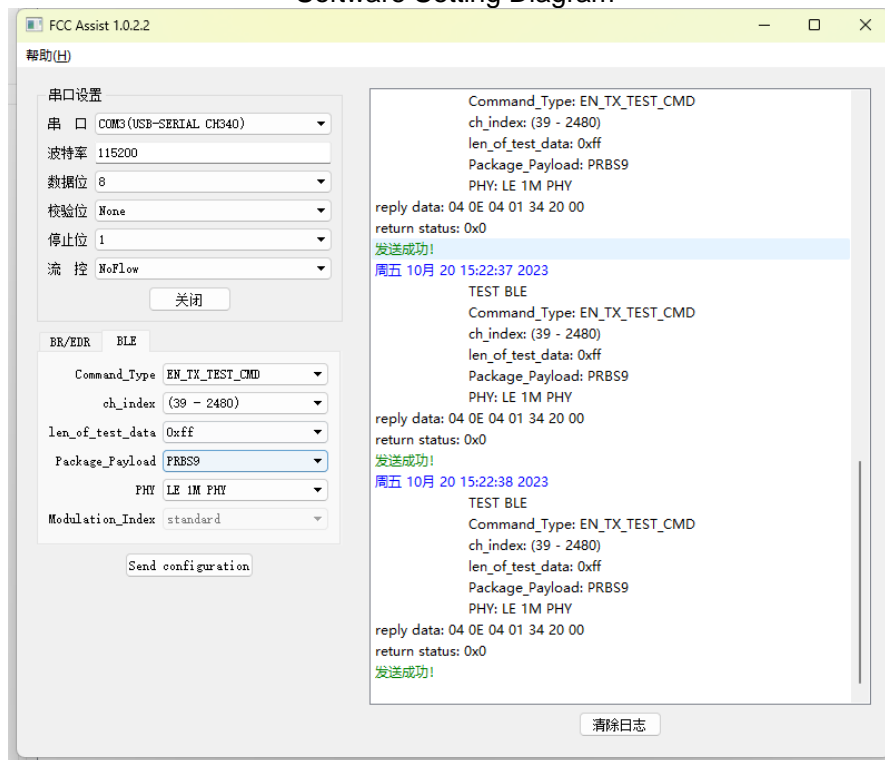 Software Setting Diagram
FCC Assist 1.0.2.2
帮助(H)
串口设置
串 口 COM3(USB-SERIAL CH340)
波特率 115200
数据位 8
校验位 None
停止位 1
流 控 NoFlow
关闭
BR/EDR BLE
Command_Type EN_TX_TEST_CMD
ch_index (39 - 2480)
len_of_test_data 0xff
Package_Payload PRBS9
PHY LE 1M PHY
Modulation_Index standard
Send configuration
Command_Type: EN_TX_TEST_CMD
ch_index: (39 - 2480)
len_of_test_data: 0xff
Package_Payload: PRBS9
PHY: LE 1M PHY
reply data: 04 0E 04 01 34 20 00
return status: 0x0
发送成功!
周五 10月 20 15:22:37 2023
TEST BLE
Command_Type: EN_TX_TEST_CMD
ch_index: (39 - 2480)
len_of_test_data: 0xff
Package_Payload: PRBS9
PHY: LE 1M PHY
reply data: 04 0E 04 01 34 20 00
return status: 0x0
发送成功!
周五 10月 20 15:22:38 2023
TEST BLE
Command_Type: EN_TX_TEST_CMD
ch_index: (39 - 2480)
len_of_test_data: 0xff
Package_Payload: PRBS9
PHY: LE 1M PHY
reply data: 04 0E 04 01 34 20 00
return status: 0x0
发送成功!
清除日志